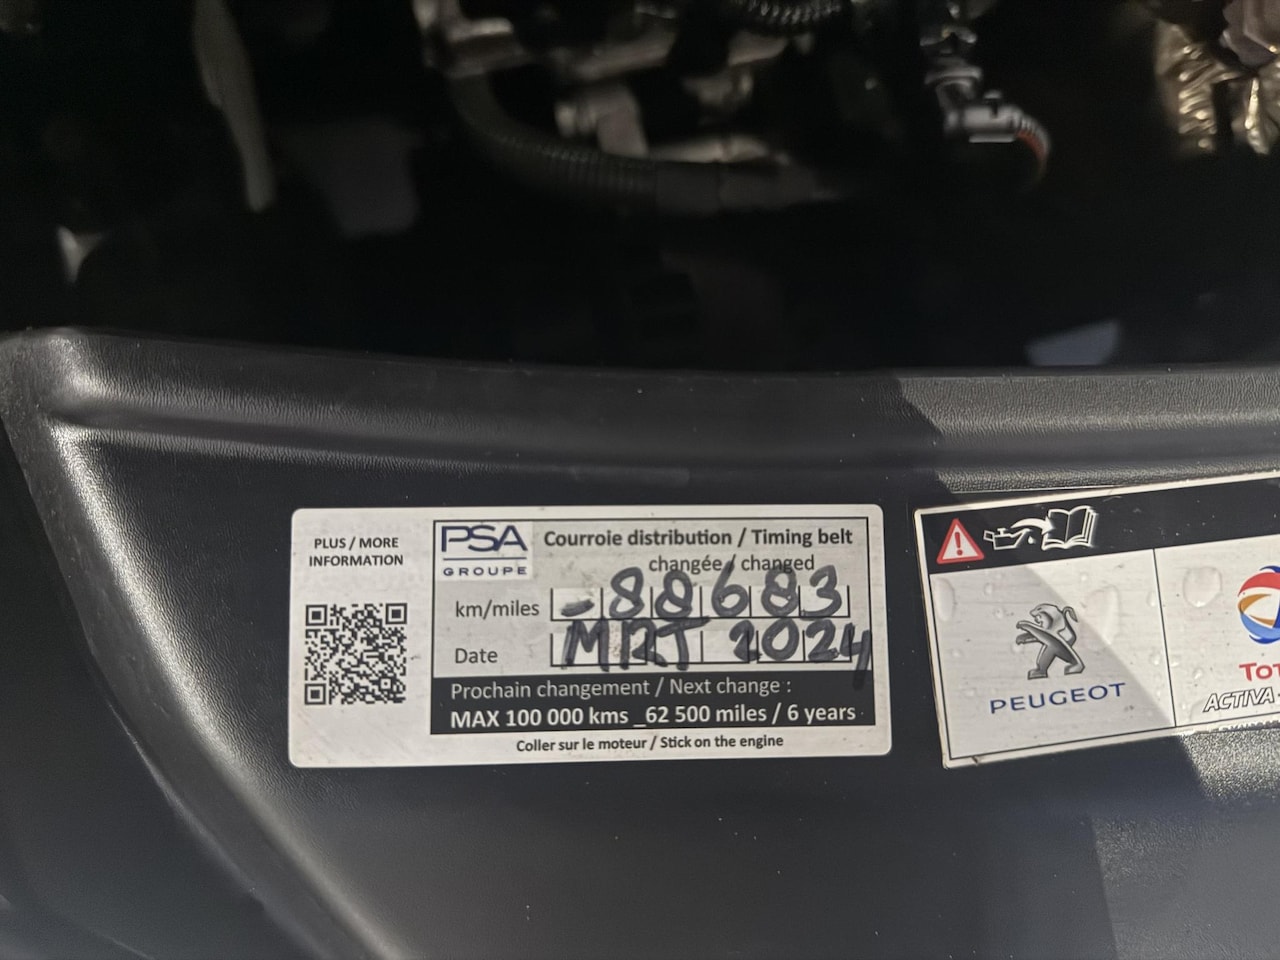 PLUS / MORE
INFORMATION
PSA
GROUPE
Courroie distribution / Timing belt
changée / changed
km/miles -88683
Date MRT 2024
Prochain changement / Next change :
MAX 100 000 kms _62 500 miles / 6 years
Coller sur le moteur / Stick on the engine
PEUGEOT
TOT
ACTIVA